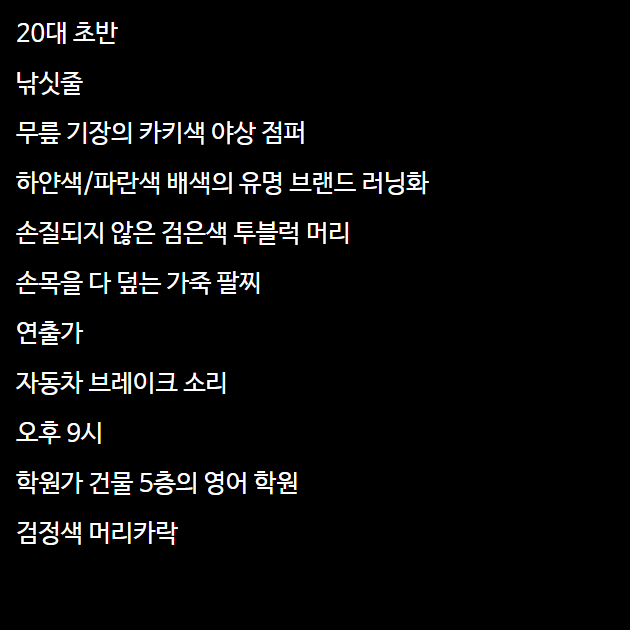 20대 초반
낚싯줄
무릎 기장의 카키색 야상 점퍼
하얀색/파란색 배색의 유명 브랜드 러닝화
손질되지 않은 검은색 투블럭 머리
손목을 다 덮는 가죽 팔찌
연출가
자동차 브레이크 소리
오후 9시
학원가 건물 5층의 영어 학원
검정색 머리카락